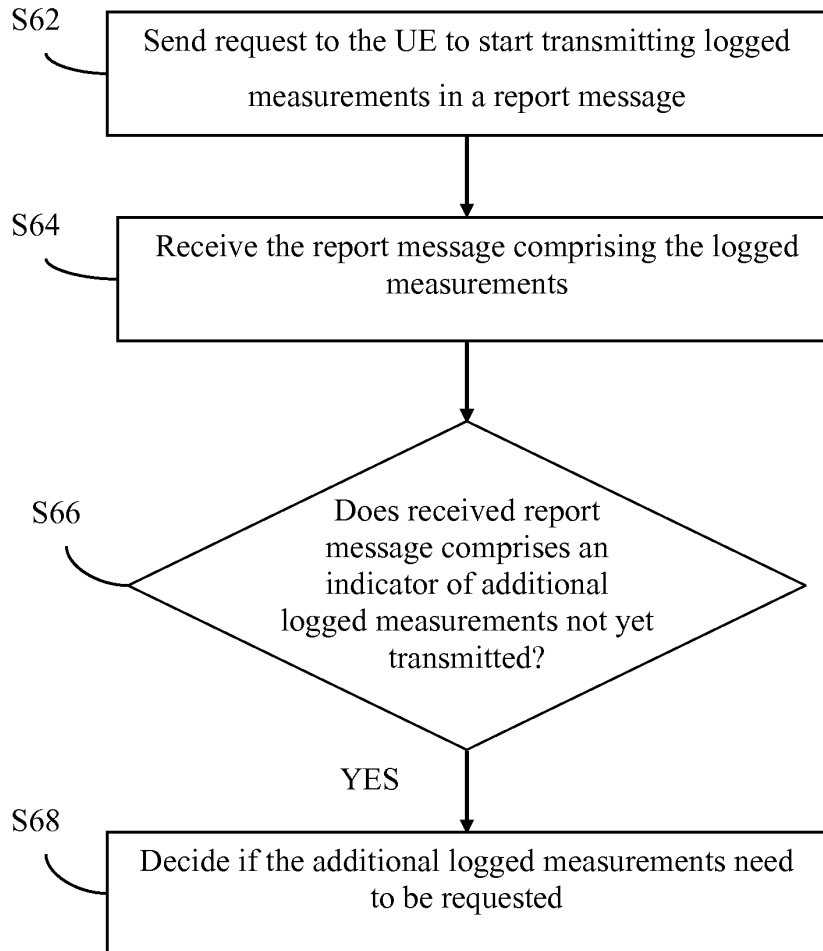 S62
Send request to the UE to start transmitting logged
measurements in a report message
S64
Receive the report message comprising the logged
measurements
S66
Does received report
message comprises an
indicator of additional
logged measurements not yet
transmitted?
YES
S68
Decide if the additional logged measurements need
to be requested